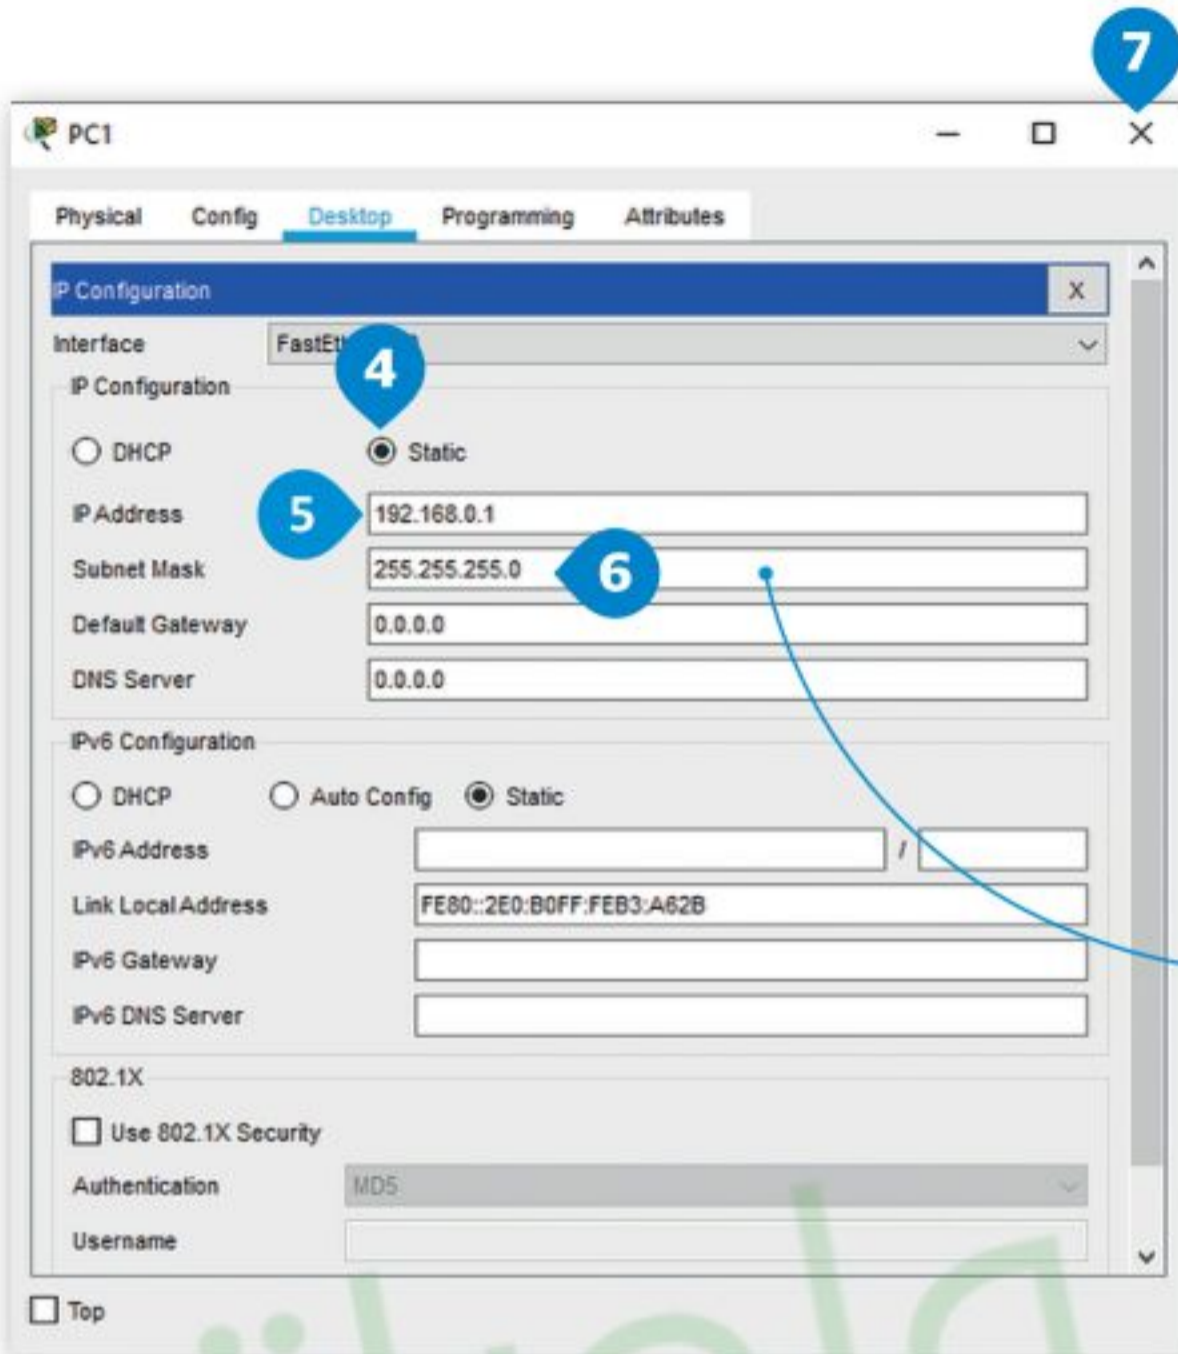 7
PC1
Physical Config Desktop Programming Attributes
IP Configuration X
Interface
4
IP Configuration
DHCP Static
IP Address 5 192.168.0.1
Subnet Mask 255.255.255.0 6
Default Gateway 0.0.0.0
DNS Server 0.0.0.0
IPv6 Configuration
DHCP Auto Config Static
IPv6 Address /
Link Local Address FE80::2E0:B0FF:FEB3:A62B
IPv6 Gateway
IPv6 DNS Server
802.1X
Use 802.1X Security
Authentication MD5
Username
Top